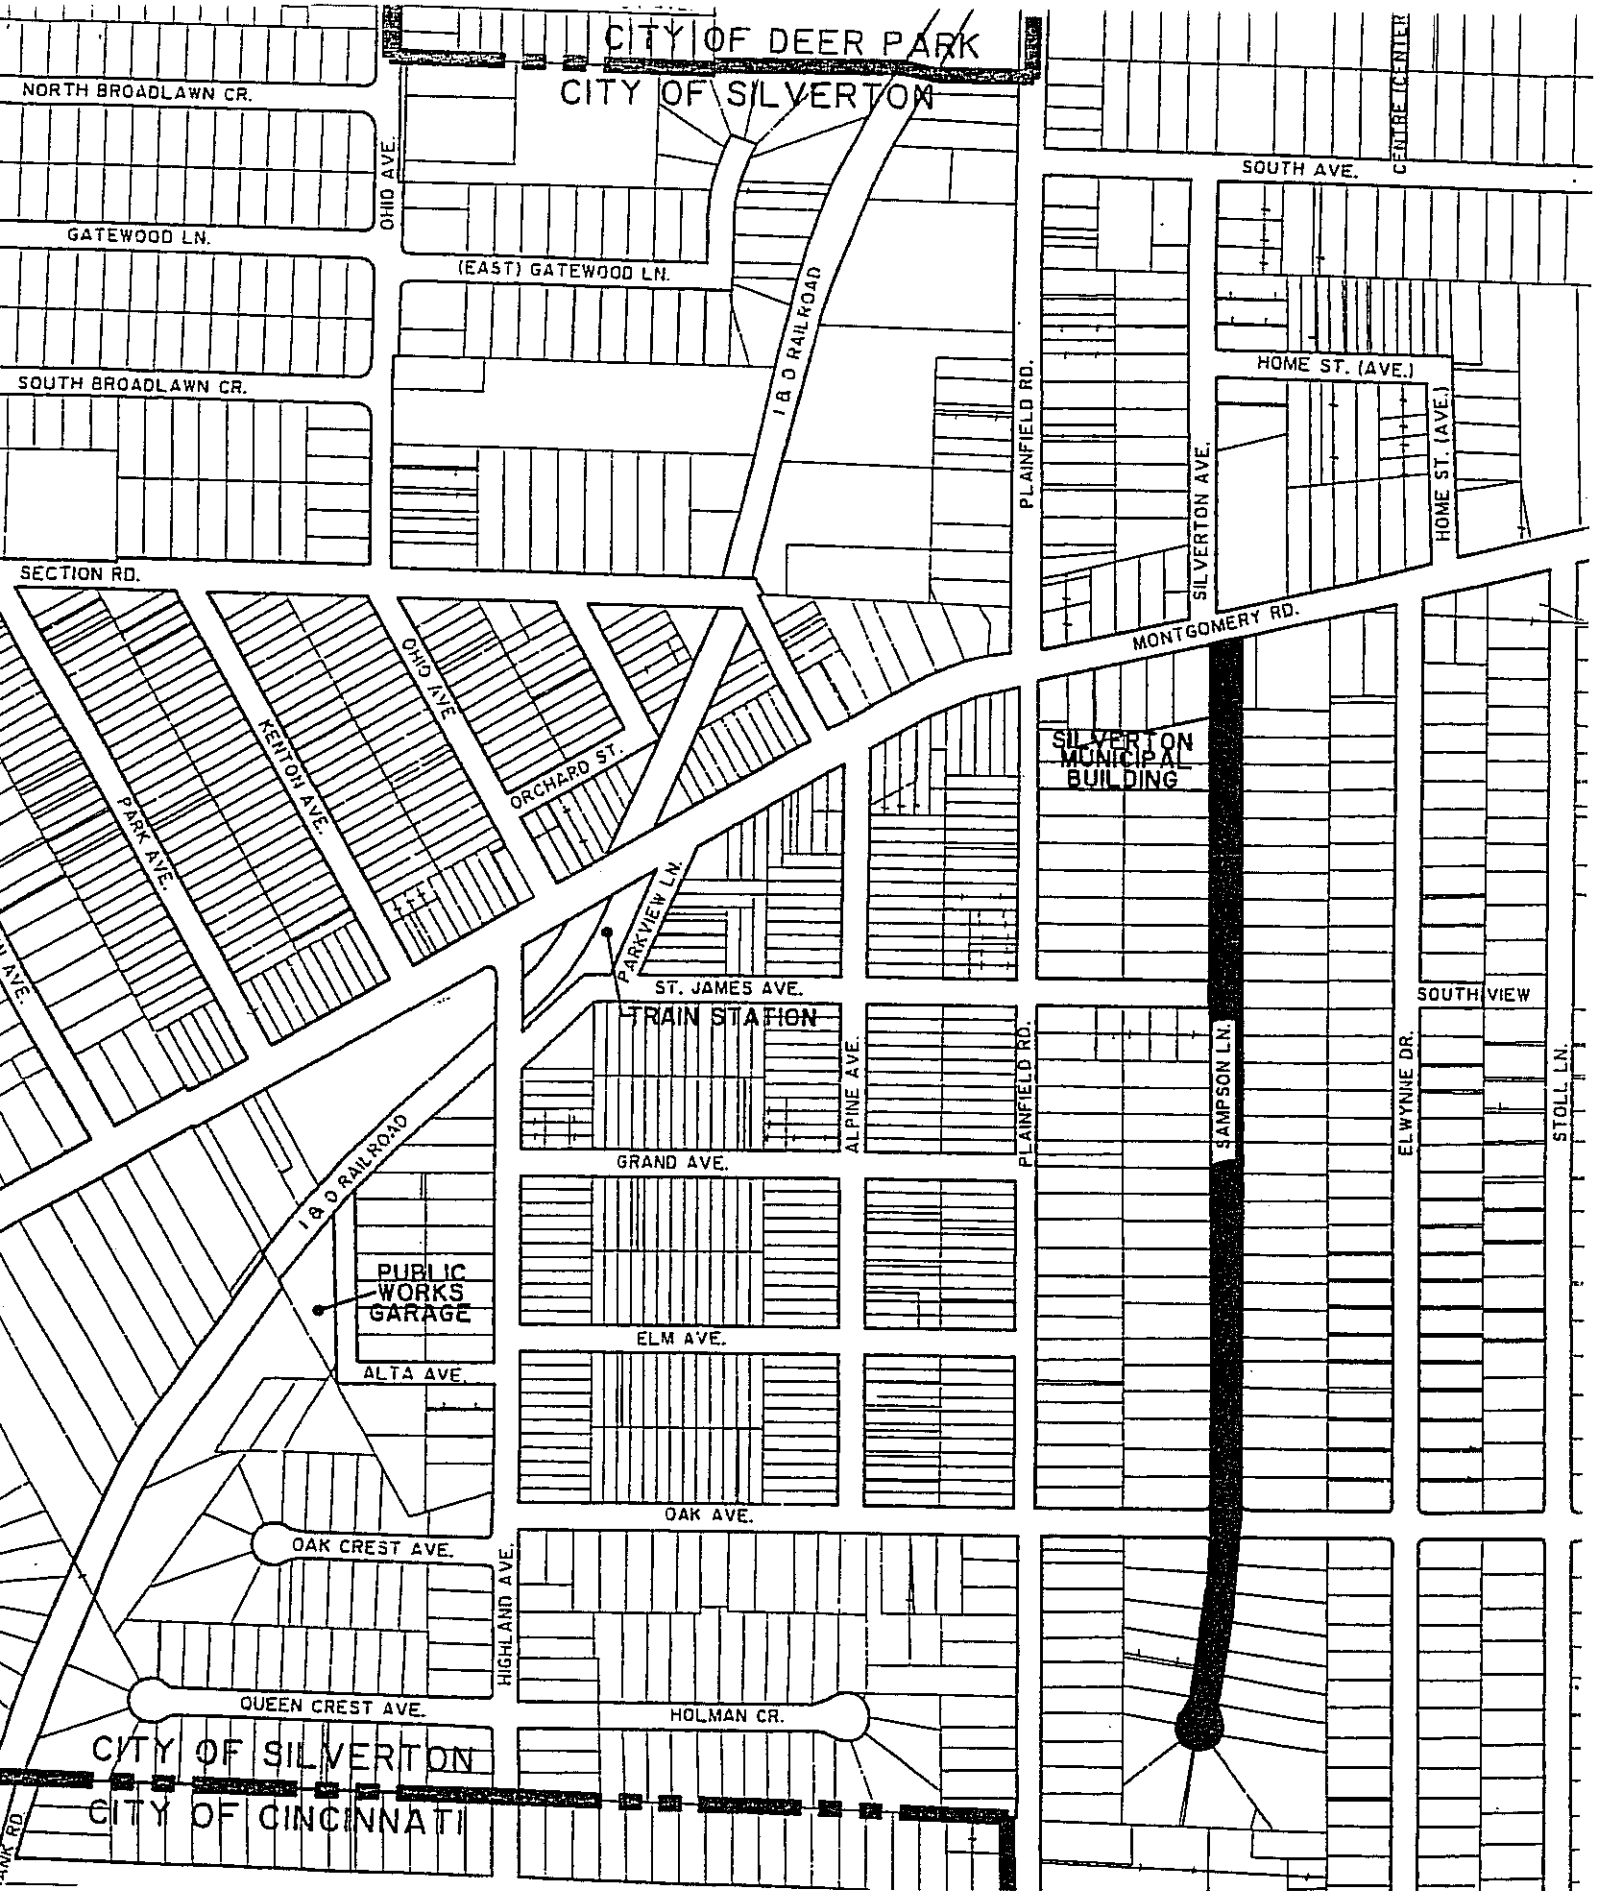 CITY OF DEER PARK
CITY OF SILVERTON
NORTH BROADLAWN CR.
OHIO AVE.
CENTRE (CENTER
SOUTH AVE.
GATEWOOD LN.
(EAST) GATEWOOD LN.
I & O RAILROAD
SOUTH BROADLAWN CR.
PLAINFIELD RD.
HOME ST. (AVE.)
HOME ST. (AVE.)
SILVERTON AVE.
SECTION RD.
MONTGOMERY RD.
OHIO AVE
KENTON AVE.
PARK AVE.
ORCHARD ST.
SILVERTON
MUNICIPAL
BUILDING
PARKVIEW LN.
AVE.
ST. JAMES AVE.
TRAIN STATION
SOUTH VIEW
ALPINE AVE.
PLAINFIELD RD.
SAMPSON LN.
ELWYNNE DR.
STOLL LN.
I & O RAILROAD
GRAND AVE.
PUBLIC
WORKS
GARAGE
ELM AVE.
ALTA AVE.
OAK AVE.
OAK CREST AVE.
HIGHLAND AVE.
QUEEN CREST AVE.
HOLMAN CR.
CITY OF SILVERTON
CITY OF CINCINNATI
ANK RD